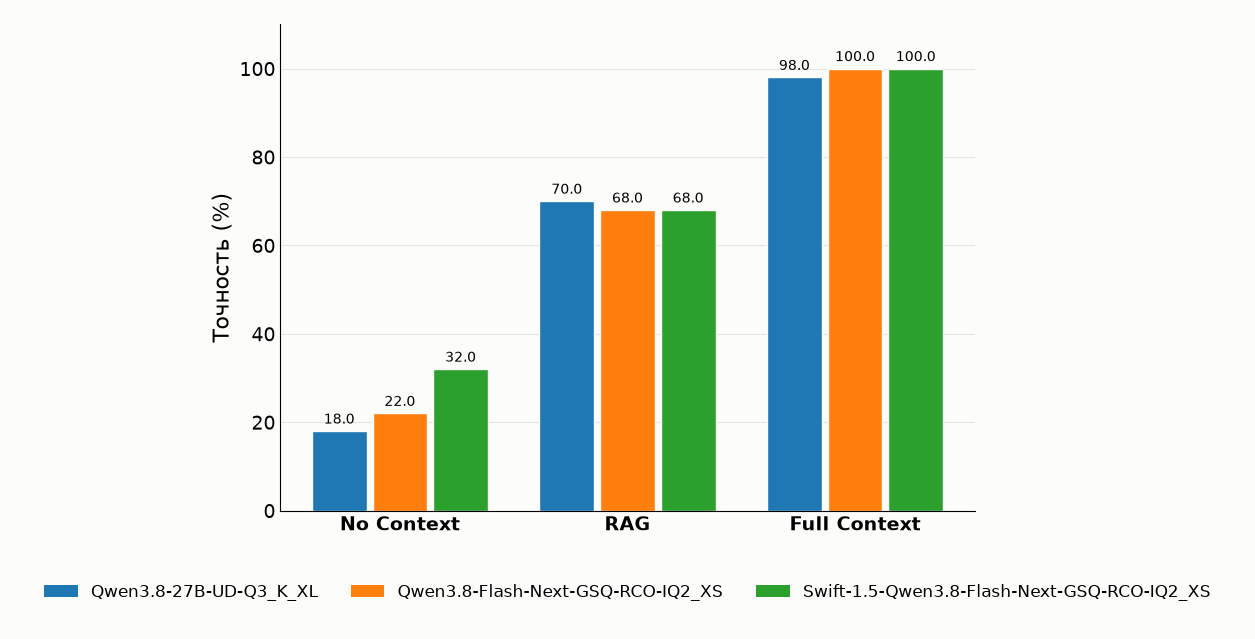 Точность (%)
100
80
60
40
20
0
18.0 22.0 32.0
70.0 68.0 68.0
98.0 100.0 100.0
No Context RAG Full Context
Qwen3.8-27B-UD-Q3_K_XL Qwen3.8-Flash-Next-GSQ-RCO-IQ2_XS Swift-1.5-Qwen3.8-Flash-Next-GSQ-RCO-IQ2_XS